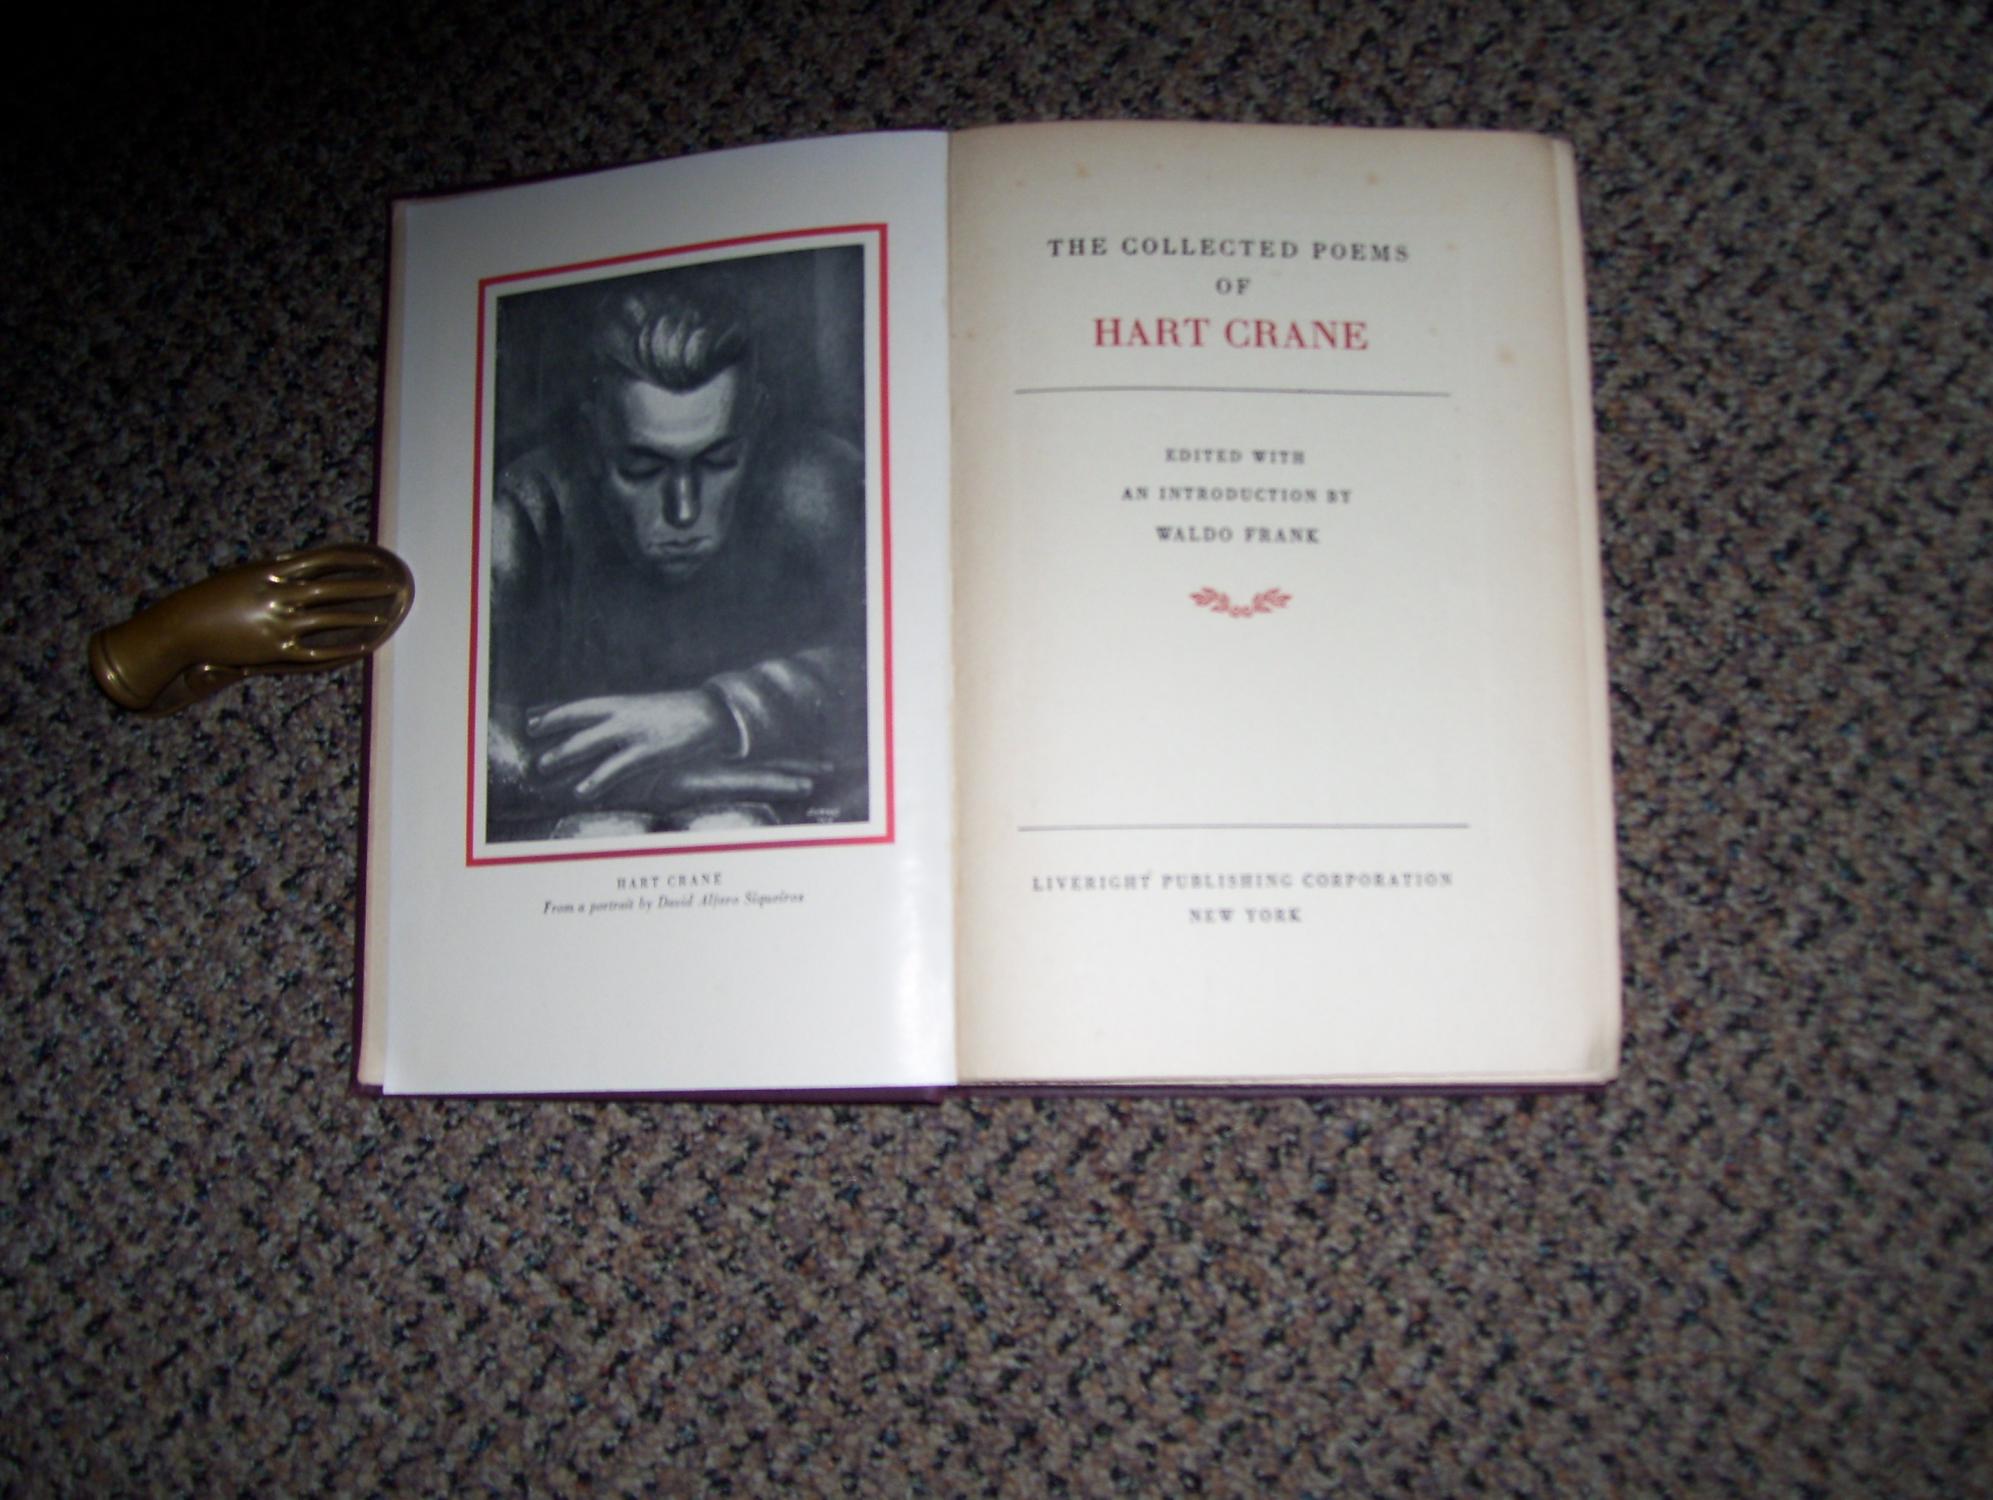 HART CRANE
From a portrait by David Alfaro Siqueiros
THE COLLECTED POEMS
OF
HART CRANE
EDITED WITH
AN INTRODUCTION BY
WALDO FRANK
LIVERIGHT PUBLISHING CORPORATION
NEW YORK